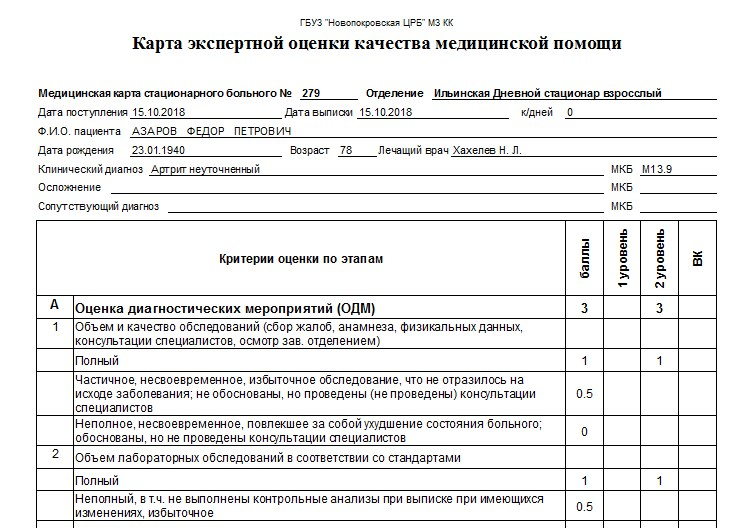 ГБУЗ "Новопокровская ЦРБ" МЗ КК
Карта экспертной оценки качества медицинской помощи
Медицинская карта стационарного больного № 279 Отделение Ильинская Дневной стационар взросслый
Дата поступления 15.10.2018 Дата выписки 15.10.2018 к/дней 0
Ф.И.О. пациента АЗАРОВ ФЕДОР ПЕТРОВИЧ
Дата рождения 23.01.1940 Возраст 78 Лечащий врач Хахелев Н. Л.
Клинический диагноз Артрит неуточненный МКБ M13.9
Осложнение МКБ
Сопутствующий диагноз МКБ
Критерии оценки по этапам баллы 1 уровень 2 уровень ВК
А Оценка диагностических мероприятий (ОДМ) 3 3
1 Объем и качество обследований (сбор жалоб, анамнеза, физикальных данных,
консультации специалистов, осмотр зав. отделением)
Полный 1 1
Частичное, несвоевременное, избыточное обследование, что не отразилось на
исходе заболевания; не обоснованы, но проведены (не проведены) консультации 0.5
специалистов
Неполное, несвоевременное, повлекшее за собой ухудшение состояния больного;
обоснованы, но не проведены консультации специалистов 0
2 Объем лабораторных обследований в соответствии со стандартами
Полный 1 1
Неполный, в т.ч. не выполнены контрольные анализы при выписке при имеющихся
изменениях, избыточное 0.5